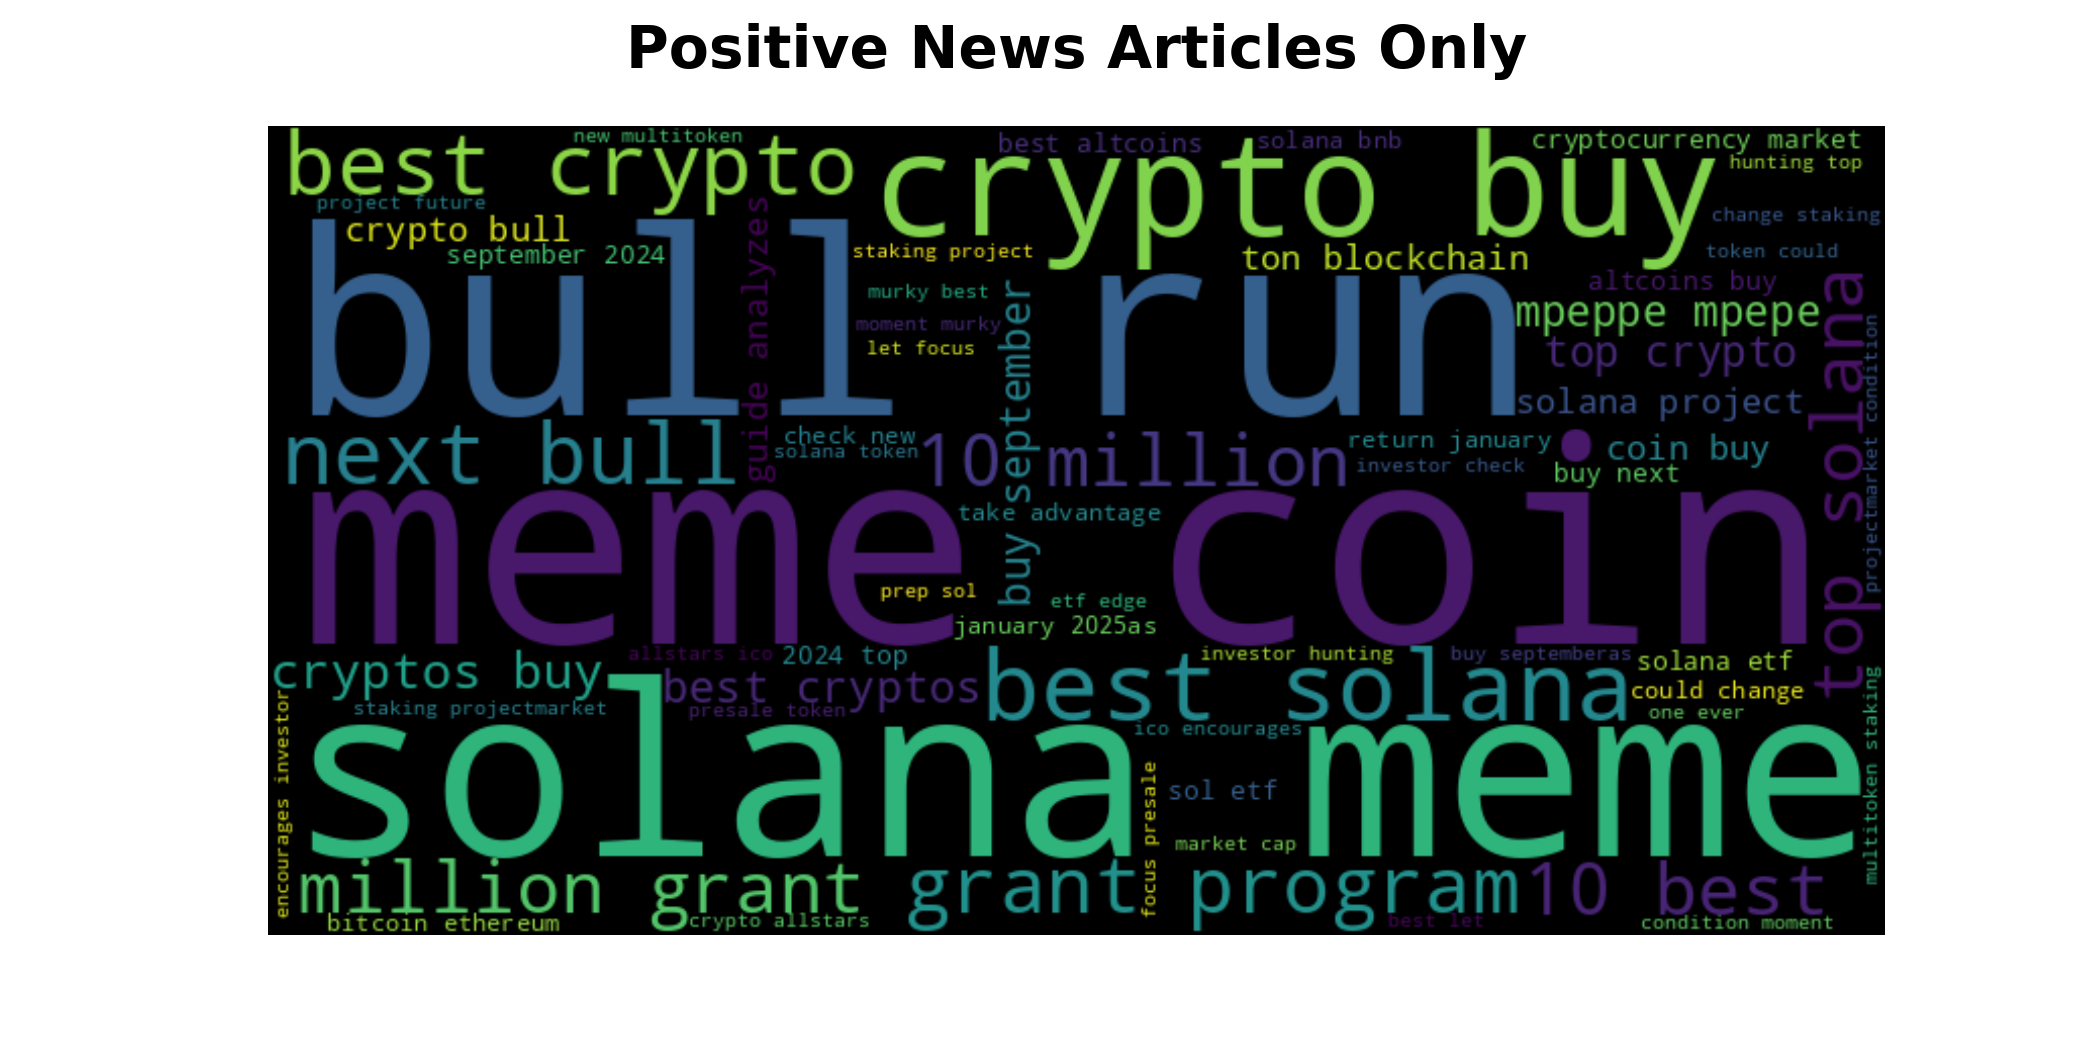 Positive News Articles Only
new multitoken
best altcoins
solana bnb
cryptocurrency market
best crypto
crypto buy
hunting top
project future
change staking
crypto bull
september 2024
staking project
ton blockchain
token could
bull run
guide analyzes
murky best
moment murky
let focus
buy september
altcoins buy
mpeppe mpepe
top crypto
solana project
top solana
projectmarket condition
next bull
check new
solana token
10 million
return january
investor check
coin buy
buy next
take advantage
meme coin
prep sol
etf edge
january 2025as
cryptos buy
allstars ico
2024 top
best cryptos
best solana
investor hunting
buy septemberas
solana etf
could change
one ever
staking projectmarket
presale token
encourages investor
solana meme
ico encourages
focus presale
sol etf
market cap
multitoken staking
million grant
grant program
10 best
bitcoin ethereum
crypto allstars
best let
condition moment